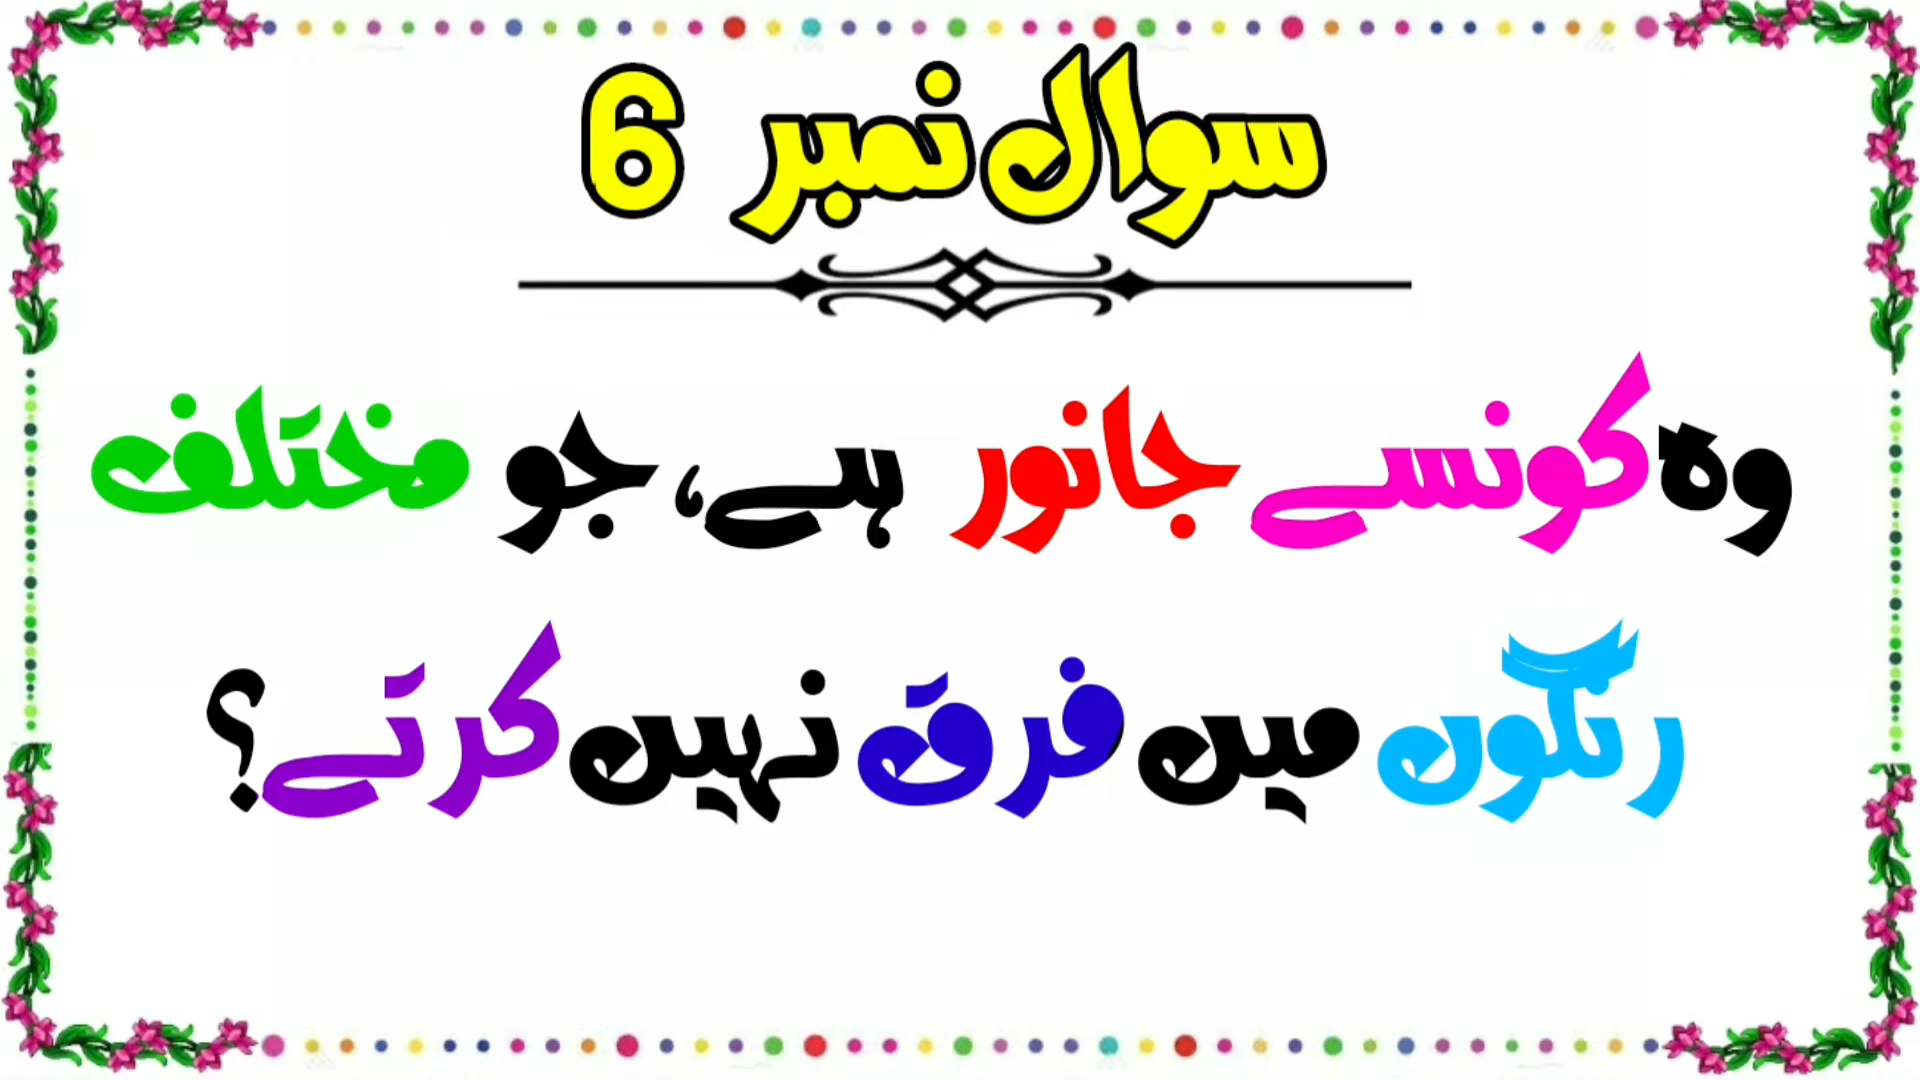 سوال نمبر 6
وہ کونسے جانور ہے، جو مختلف
رنگوں میں فرق نہیں کرتے؟